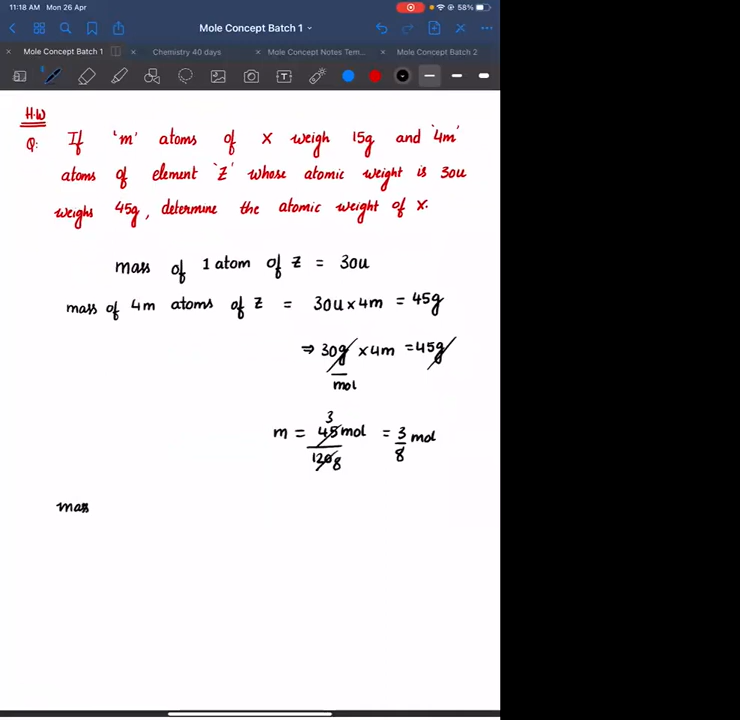 11:18 AM Mon 26 Apr
58%
Mole Concept Batch 1
Mole Concept Batch 1
Chemistry 40 days
Mole Concept Notes Tem...
Mole Concept Batch 2
H.W
Q: If 'm' atoms of X weigh 15g and '4m'
atoms of element 'Z' whose atomic weight is 30u
weighs 45g, determine the atomic weight of X.
mass of 1 atom of Z = 30u
mass of 4m atoms of Z = 30u × 4m = 45g
⇒ 30g/mol × 4m = 45g
3
m = 45 mol/120 8 = 3/8 mol
mass